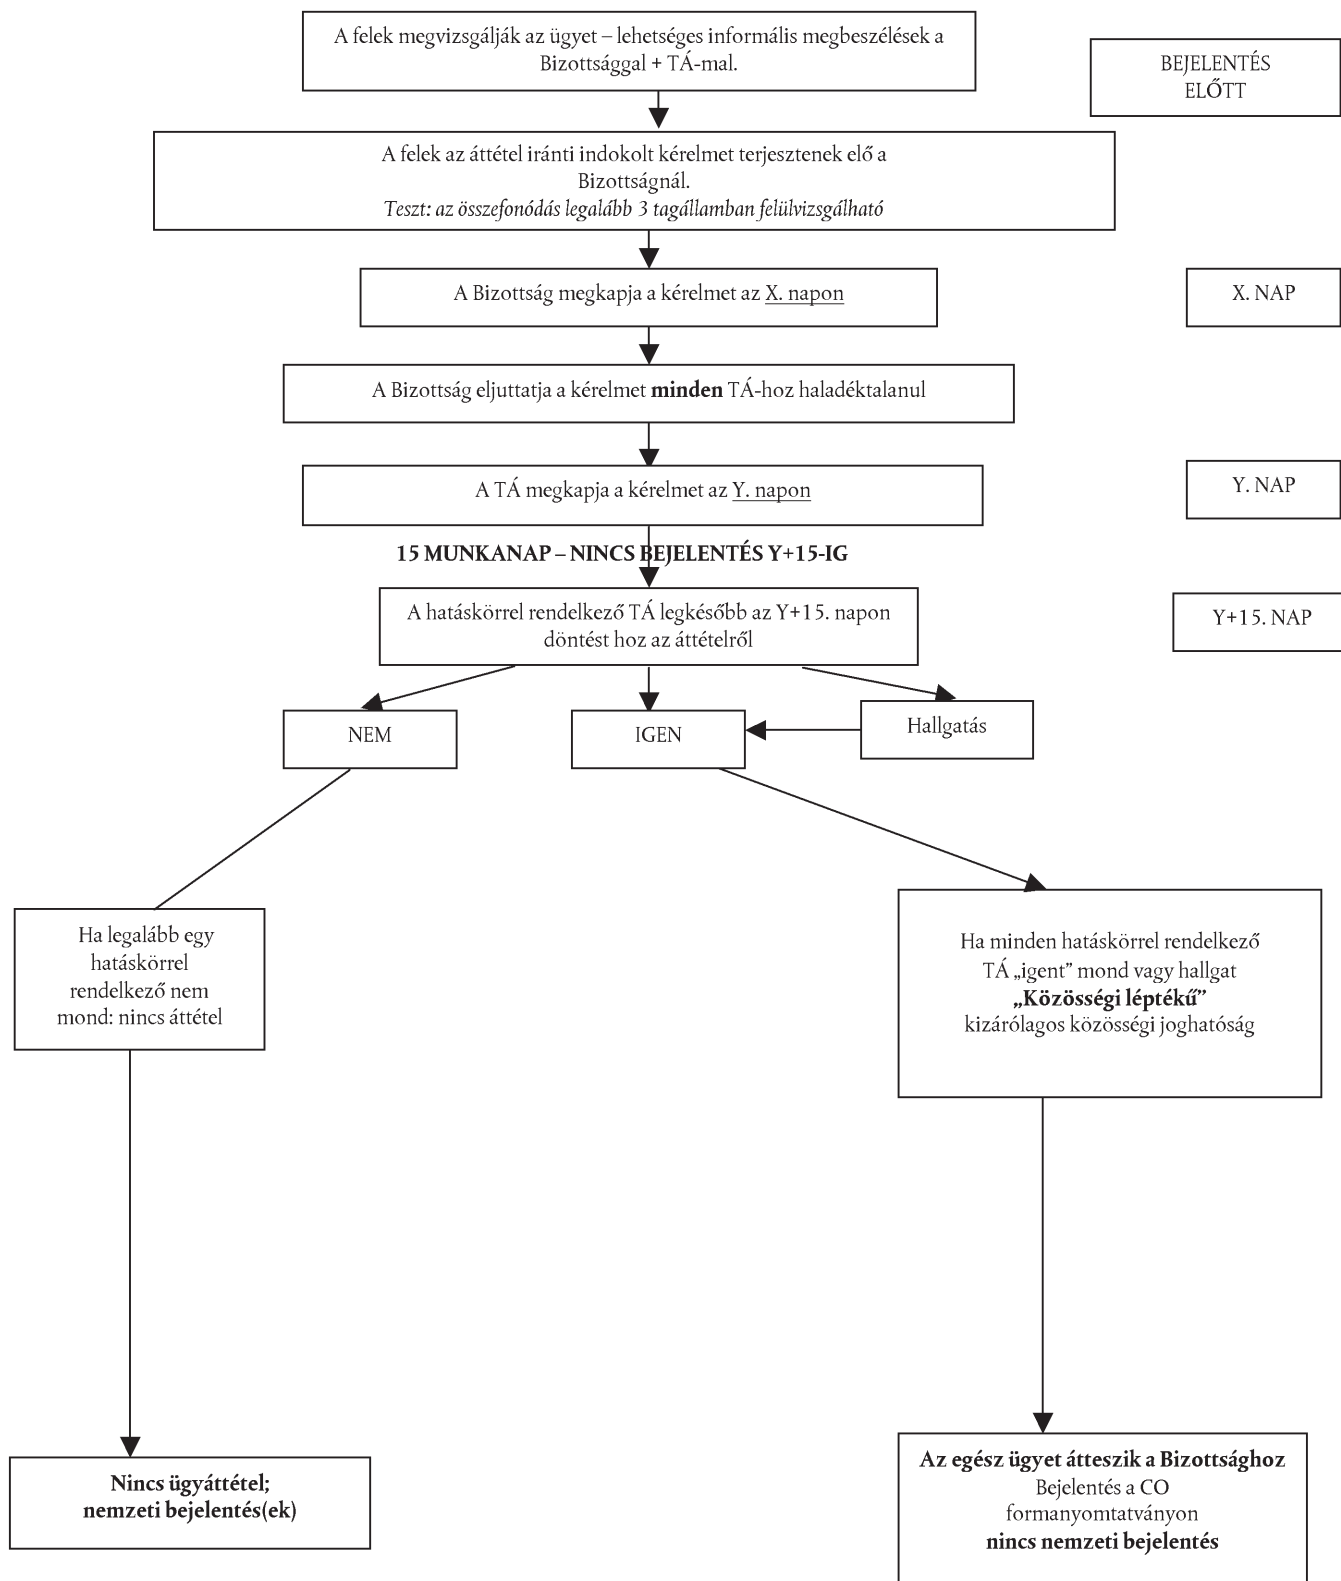 A felek megvizsgálják az ügyet – lehetséges informális megbeszélések a
Bizottsággal + TÁ-mal.
BEJELENTÉS
ELŐTT
A felek az áttétel iránti indokolt kérelmet terjesztenek elő a
Bizottságnál.
Teszt: az összefonódás legalább 3 tagállamban felülvizsgálható
A Bizottság megkapja a kérelmet az X. napon
X. NAP
A Bizottság eljuttatja a kérelmet minden TÁ-hoz haladéktalanul
A TÁ megkapja a kérelmet az Y. napon
Y. NAP
15 MUNKANAP – NINCS BEJELENTÉS Y+15-IG
A hatáskörrel rendelkező TÁ legkésőbb az Y+15. napon
döntést hoz az áttételről
Y+15. NAP
NEM
IGEN
Hallgatás
Ha legalább egy
hatáskörrel
rendelkező nem
mond: nincs áttétel
Ha minden hatáskörrel rendelkező
TÁ „igent” mond vagy hallgat
„Közösségi léptékű”
kizárólagos közösségi joghatóság
Nincs ügyáttétel;
nemzeti bejelentés(ek)
Az egész ügyet átteszik a Bizottsághoz
Bejelentés a CO
formanyomtatványon
nincs nemzeti bejelentés